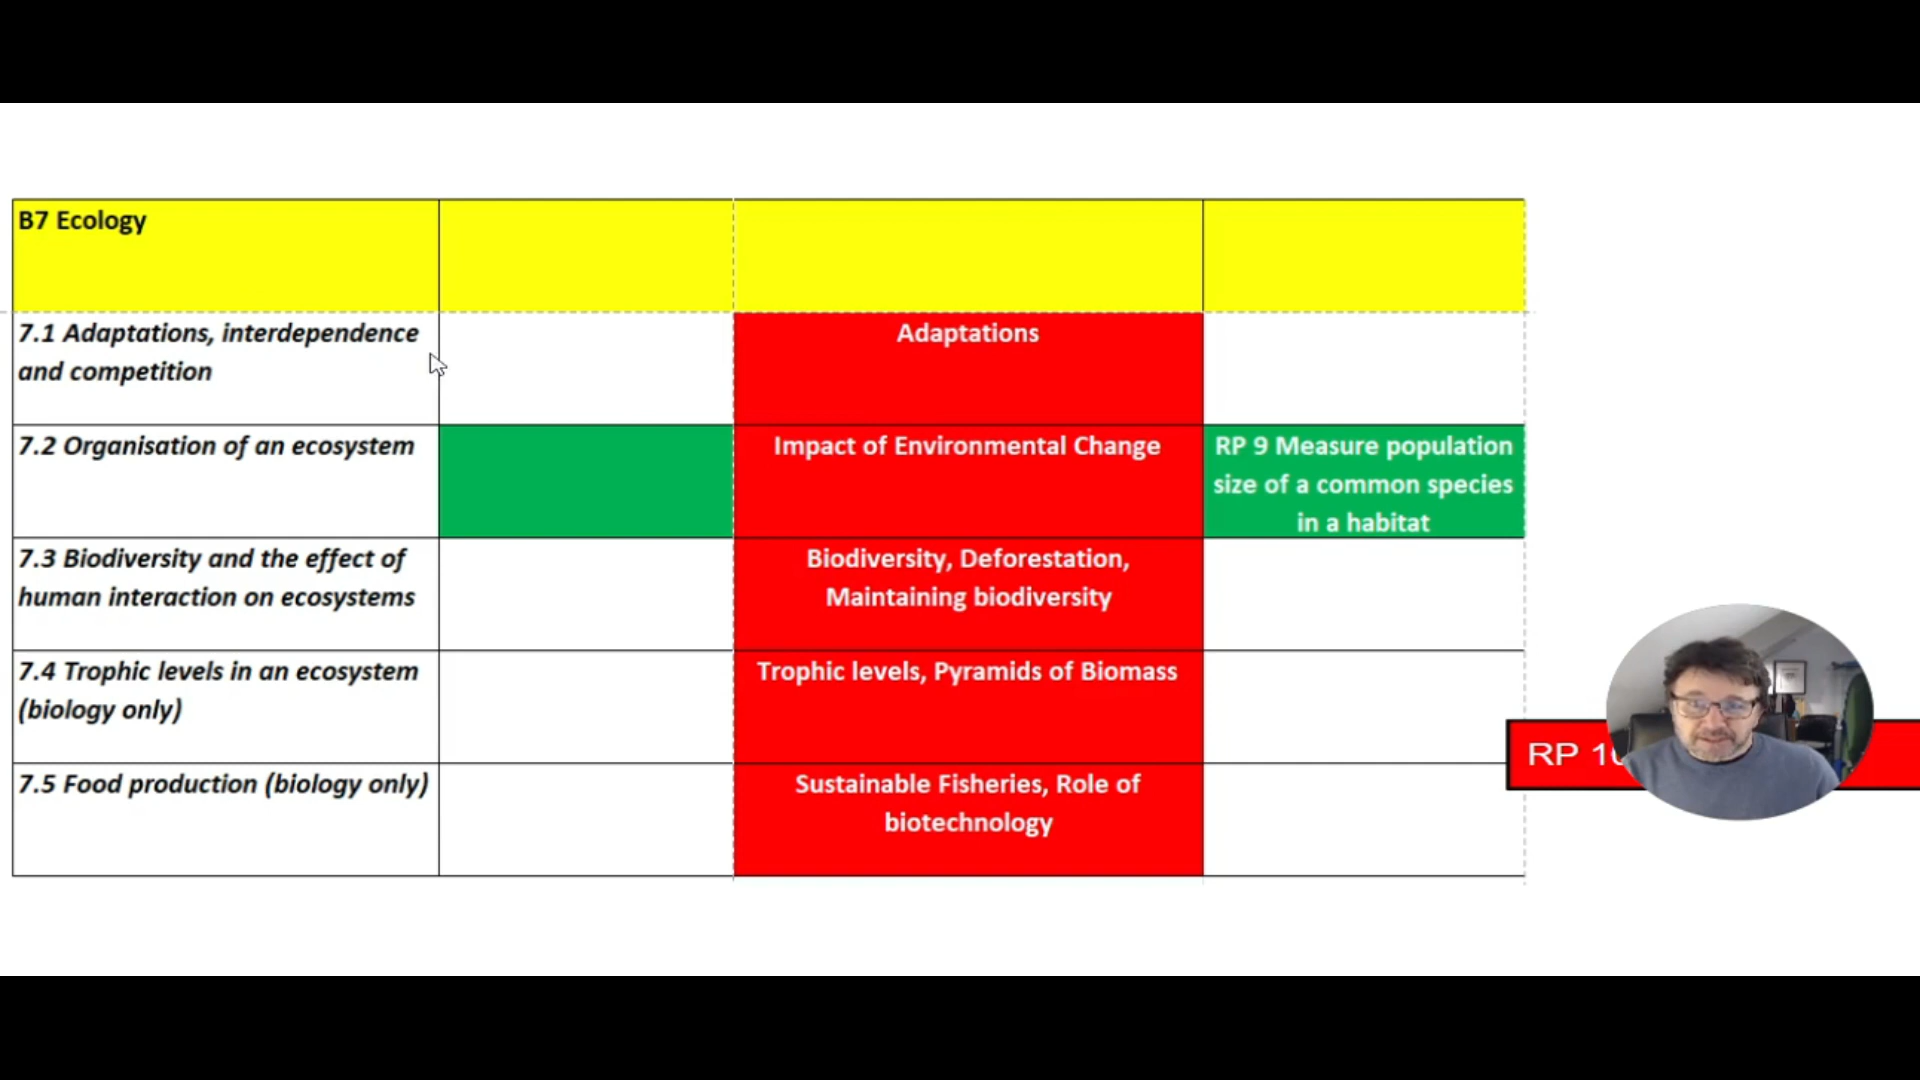 B7 Ecology
7.1 Adaptations, interdependence
and competition
Adaptations
7.2 Organisation of an ecosystem
Impact of Environmental Change
RP 9 Measure population
size of a common species
in a habitat
7.3 Biodiversity and the effect of
human interaction on ecosystems
Biodiversity, Deforestation,
Maintaining biodiversity
7.4 Trophic levels in an ecosystem
(biology only)
Trophic levels, Pyramids of Biomass
7.5 Food production (biology only)
Sustainable Fisheries, Role of
biotechnology
RP